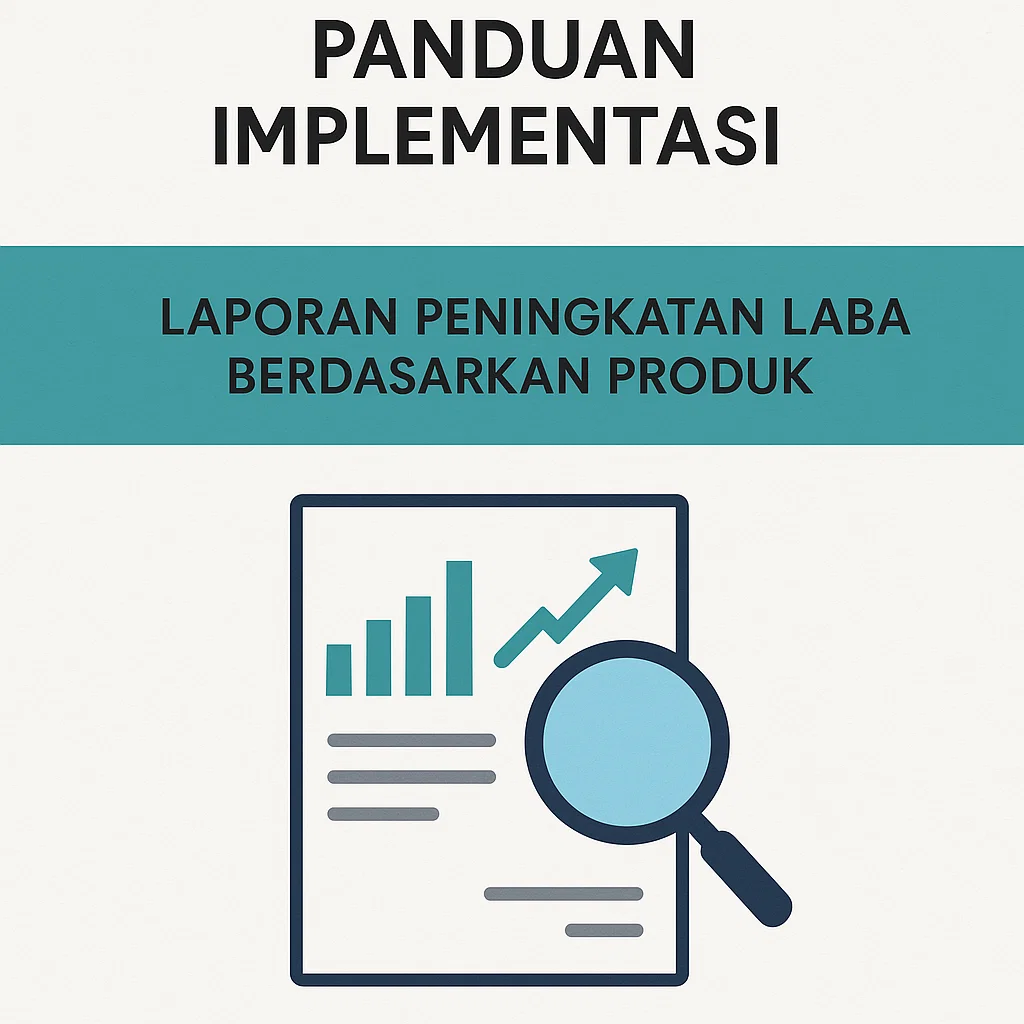 PANDUAN
IMPLEMENTASI
LAPORAN PENINGKATAN LABA
BERDASARKAN PRODUK